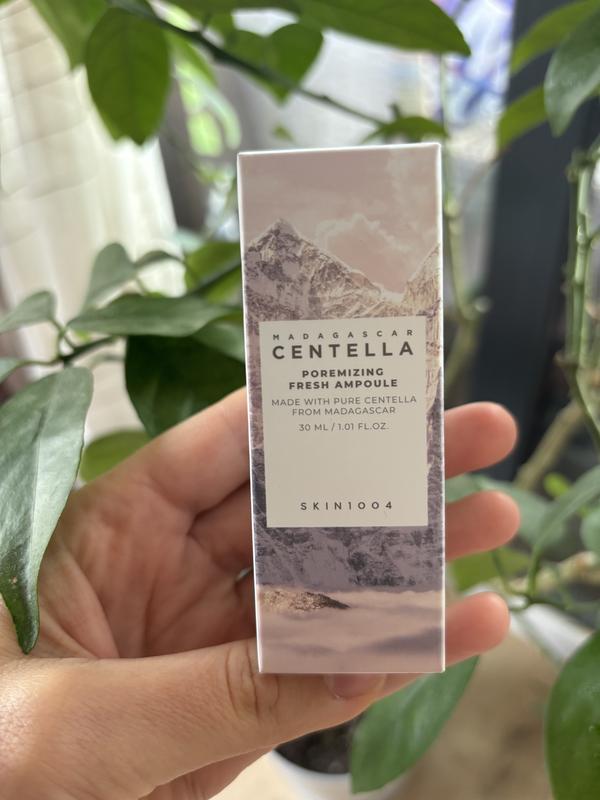 MADAGASCAR
CENTELLA
POREMIZING
FRESH AMPOULE
MADE WITH PURE CENTELLA
FROM MADAGASCAR
30 ML / 1.01 FL.OZ.
SKIN1004